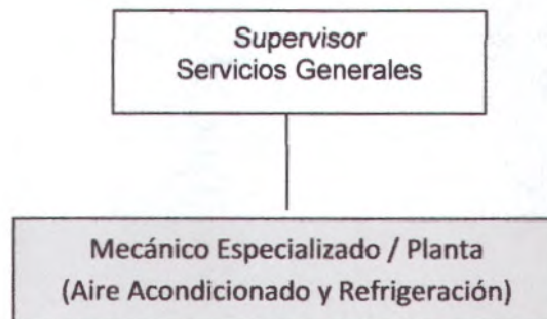 Supervisor
Servicios Generales
Mecánico Especializado / Planta
(Aire Acondicionado y Refrigeración)